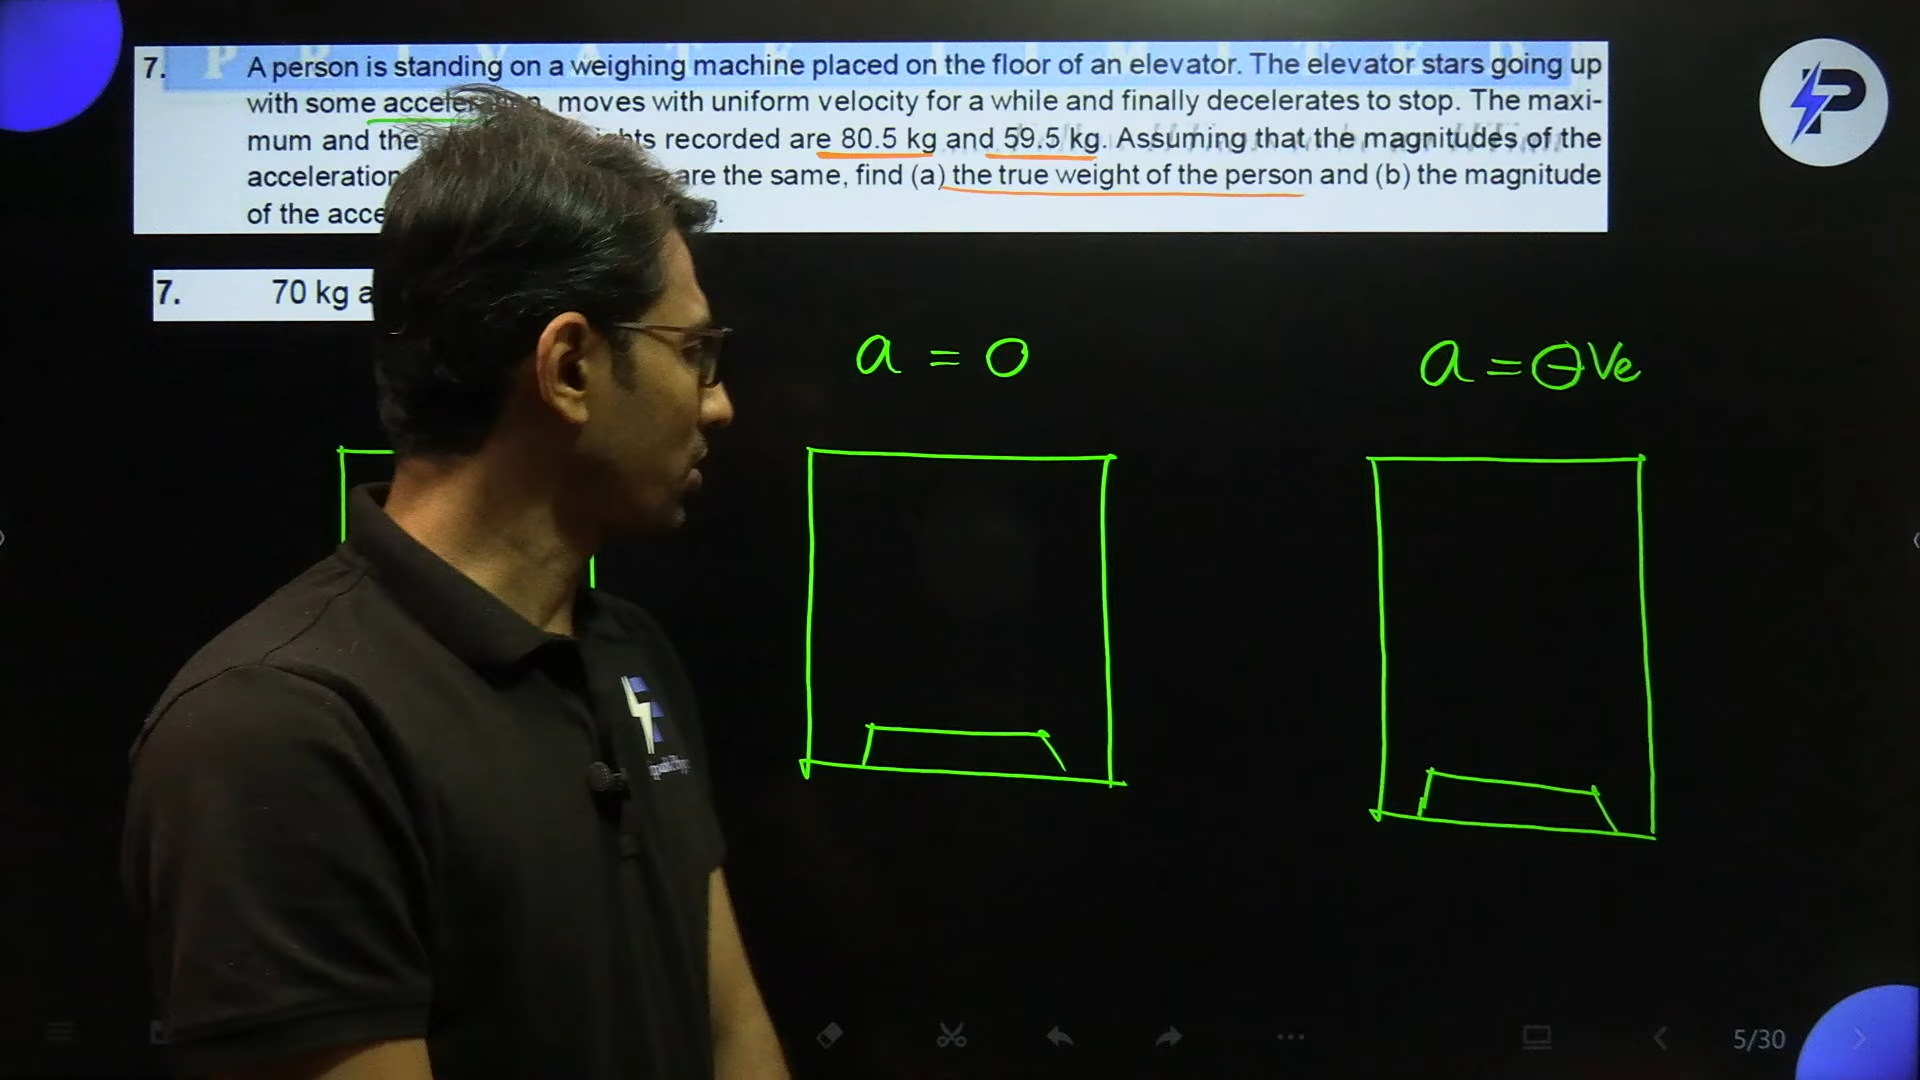 P R I V A T E L I M I T E D
7. A person is standing on a weighing machine placed on the floor of an elevator. The elevator stars going up
with some moves with uniform velocity for a while and finally decelerates to stop. The maxi-
mum and the recorded are 80.5 kg and 59.5 kg. Assuming that the magnitudes of the
acceleration are the same, find (a) the true weight of the person and (b) the magnitude
of the
7. 70 kg
a = 0
a = ⊖ve
5/30